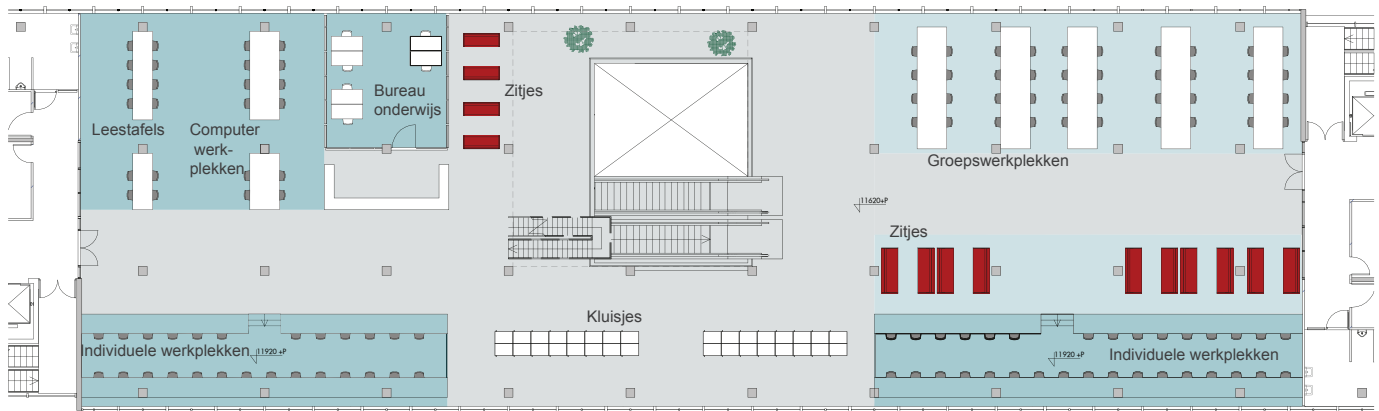 Leestafels
Computer
werk-
plekken
Bureau
onderwijs
Zitjes
Groepswerkplekken
11620+P
Zitjes
Kluisjes
Individuele werkplekken
11920 +P
11920 +P
Individuele werkplekken